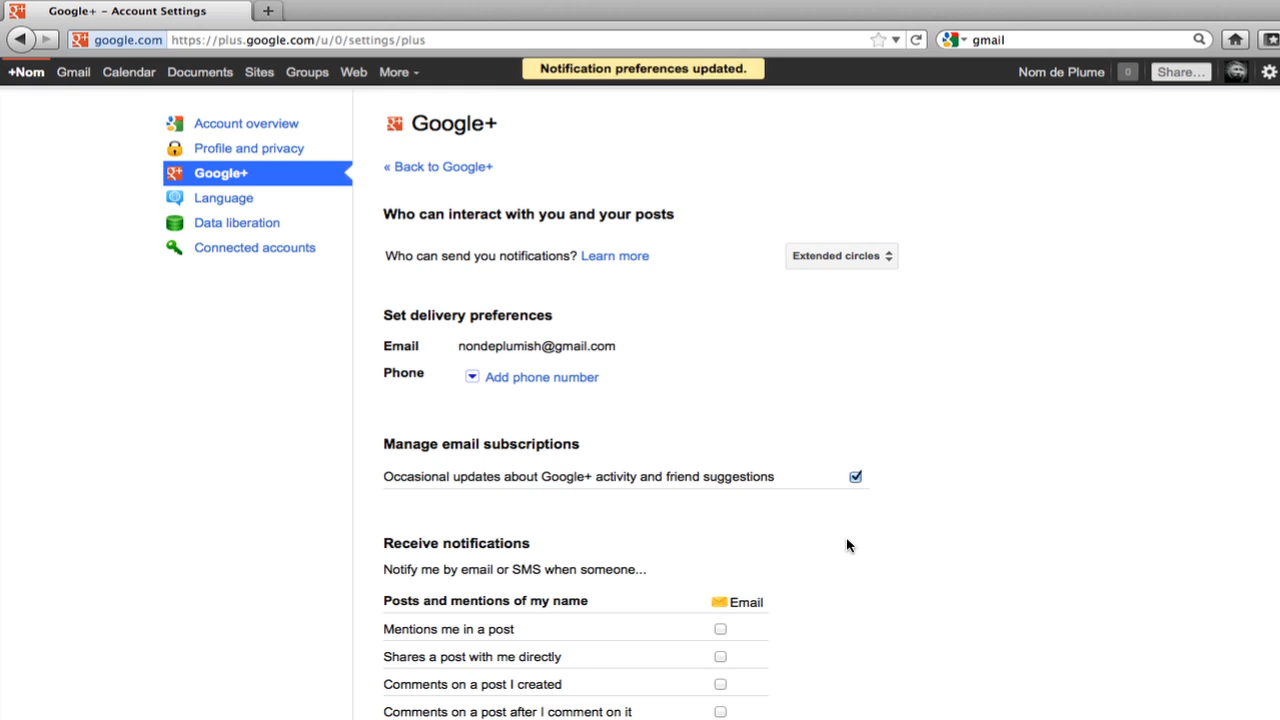 Google+ – Account Settings
google.com https://plus.google.com/u/0/settings/plus
gmail
+Nom Gmail Calendar Documents Sites Groups Web More
Notification preferences updated.
Nom de Plume 0 Share…
Account overview
Profile and privacy
Google+
Language
Data liberation
Connected accounts
Google+
« Back to Google+
Who can interact with you and your posts
Who can send you notifications? Learn more Extended circles
Set delivery preferences
Email nondeplumish@gmail.com
Phone Add phone number
Manage email subscriptions
Occasional updates about Google+ activity and friend suggestions
Receive notifications
Notify me by email or SMS when someone...
Posts and mentions of my name Email
Mentions me in a post
Shares a post with me directly
Comments on a post I created
Comments on a post after I comment on it